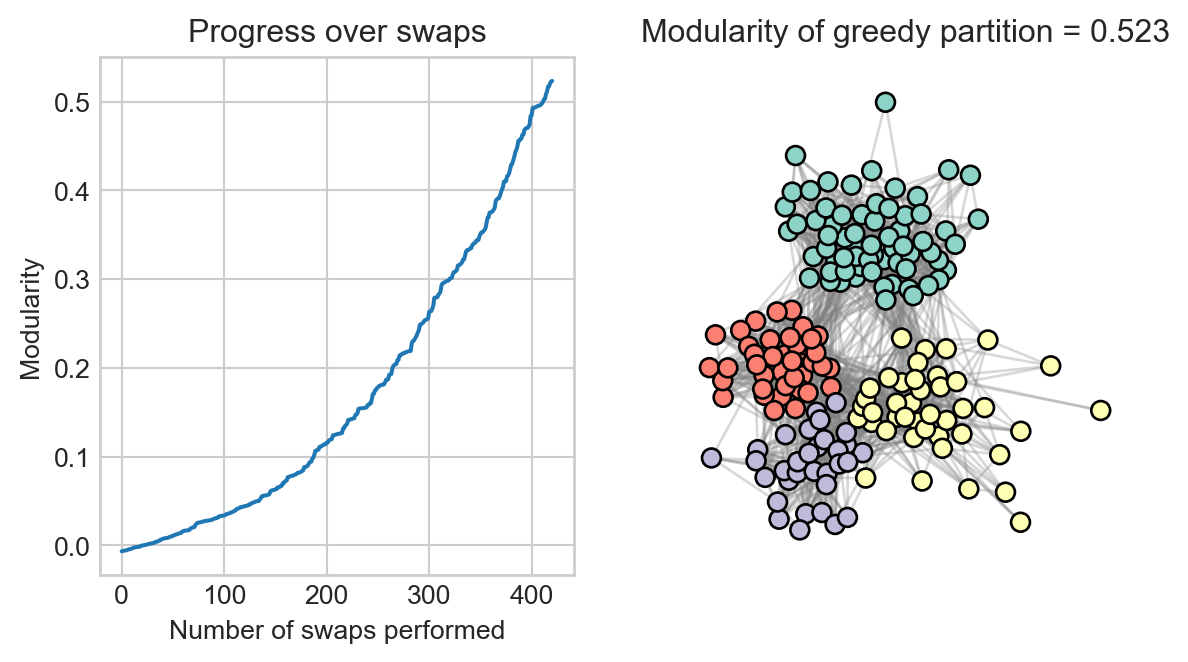 Progress over swaps
Modularity of greedy partition = 0.523
Modularity
0.5
0.4
0.3
0.2
0.1
0.0
0 100 200 300 400
Number of swaps performed